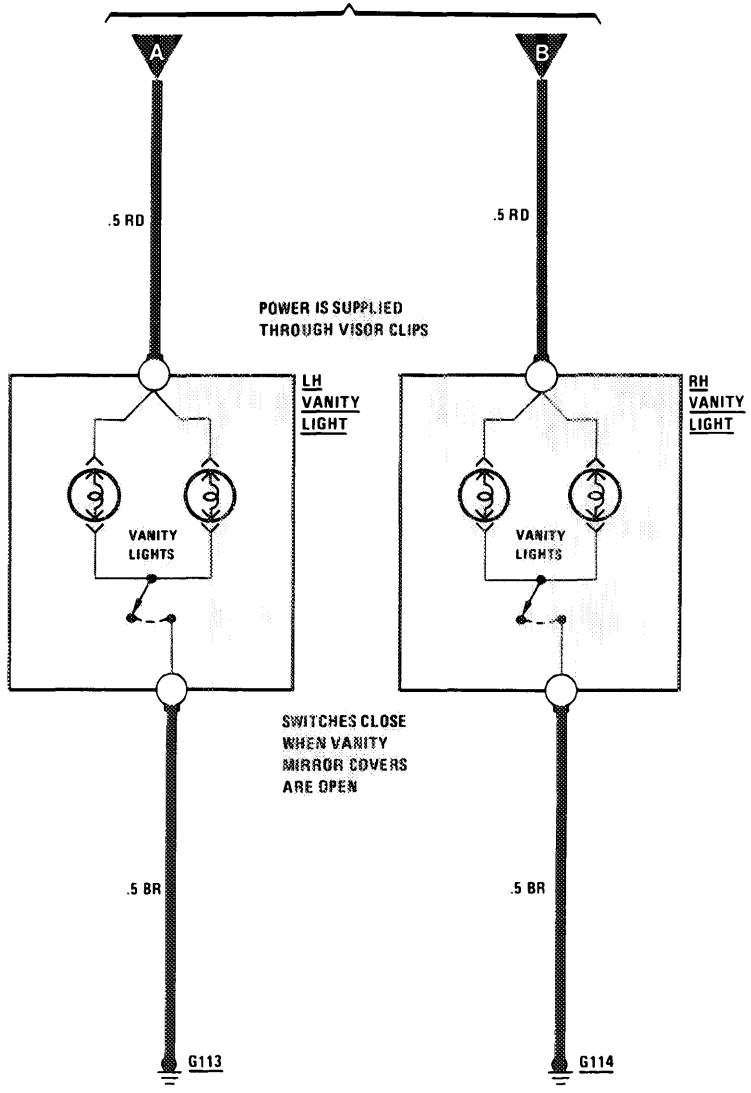 A
B
.5 RD
.5 RD
POWER IS SUPPLIED
THROUGH VISOR CLIPS
LH
VANITY
LIGHT
RH
VANITY
LIGHT
VANITY
LIGHTS
VANITY
LIGHTS
SWITCHES CLOSE
WHEN VANITY
MIRROR COVERS
ARE OPEN
.5 BR
.5 BR
G113
G114